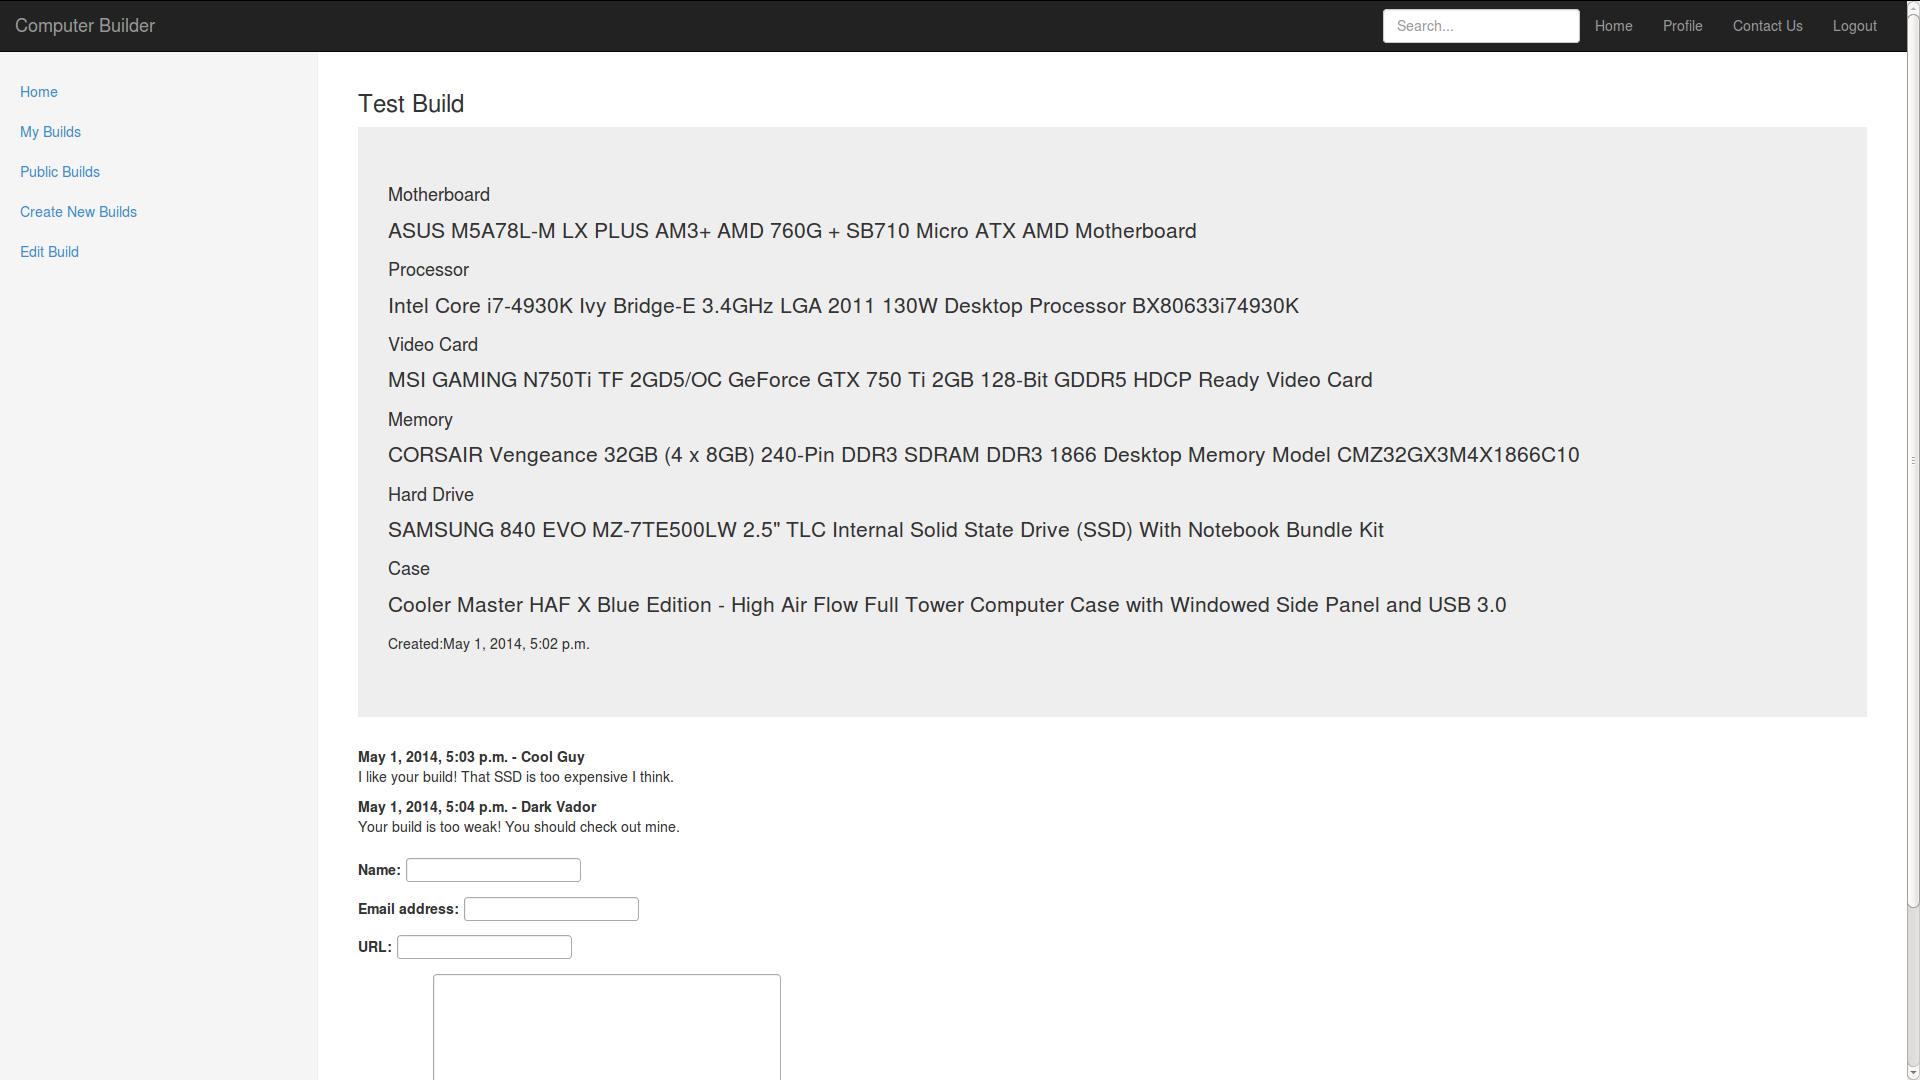 Computer Builder
Search...
Home
Profile
Contact Us
Logout
Home
My Builds
Public Builds
Create New Builds
Edit Build
Test Build
Motherboard
ASUS M5A78L-M LX PLUS AM3+ AMD 760G + SB710 Micro ATX AMD Motherboard
Processor
Intel Core i7-4930K Ivy Bridge-E 3.4GHz LGA 2011 130W Desktop Processor BX80633i74930K
Video Card
MSI GAMING N750Ti TF 2GD5/OC GeForce GTX 750 Ti 2GB 128-Bit GDDR5 HDCP Ready Video Card
Memory
CORSAIR Vengeance 32GB (4 x 8GB) 240-Pin DDR3 SDRAM DDR3 1866 Desktop Memory Model CMZ32GX3M4X1866C10
Hard Drive
SAMSUNG 840 EVO MZ-7TE500LW 2.5" TLC Internal Solid State Drive (SSD) With Notebook Bundle Kit
Case
Cooler Master HAF X Blue Edition - High Air Flow Full Tower Computer Case with Windowed Side Panel and USB 3.0
Created:May 1, 2014, 5:02 p.m.
May 1, 2014, 5:03 p.m. - Cool Guy
I like your build! That SSD is too expensive I think.
May 1, 2014, 5:04 p.m. - Dark Vador
Your build is too weak! You should check out mine.
Name:
Email address:
URL: